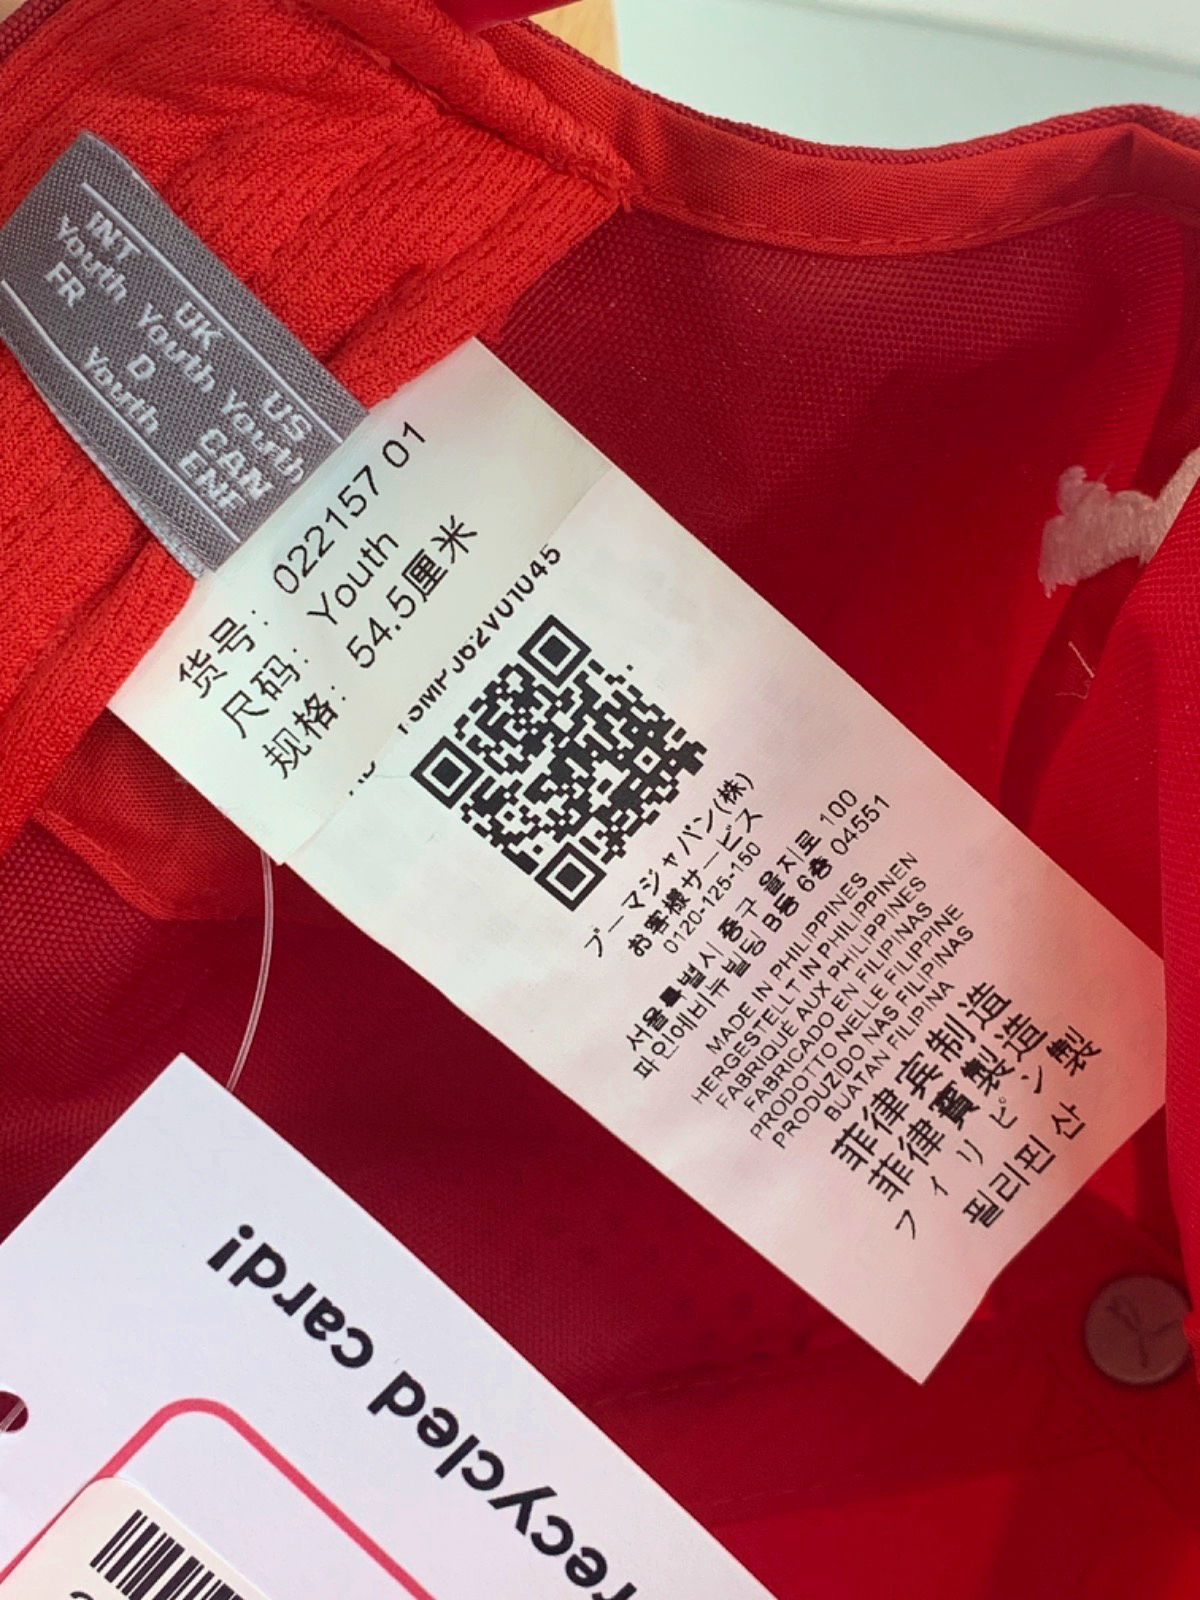 INT
UK
US
Youth
Youth
Youth
FR
D
CAN
Youth
货号: 022157 01
尺码: Youth
规格: 54.5厘米
プーマジャパン(株)
お客様サービス
0120-125-150
서울특별시 중구 을지로 100
파인에비뉴빌딩 B동 6층 04551
MADE IN PHILIPPINES
HERGESTELLT IN PHILIPPINEN
FABRIQUÉ AUX PHILIPPINES
FABRICADO EN FILIPINAS
PRODOTTO NELLE FILIPPINE
PRODUZIDO NAS FILIPINAS
BUATAN FILIPINA
菲律宾制造
菲律賓製造
フィリピン製
필리핀산
recycled card!